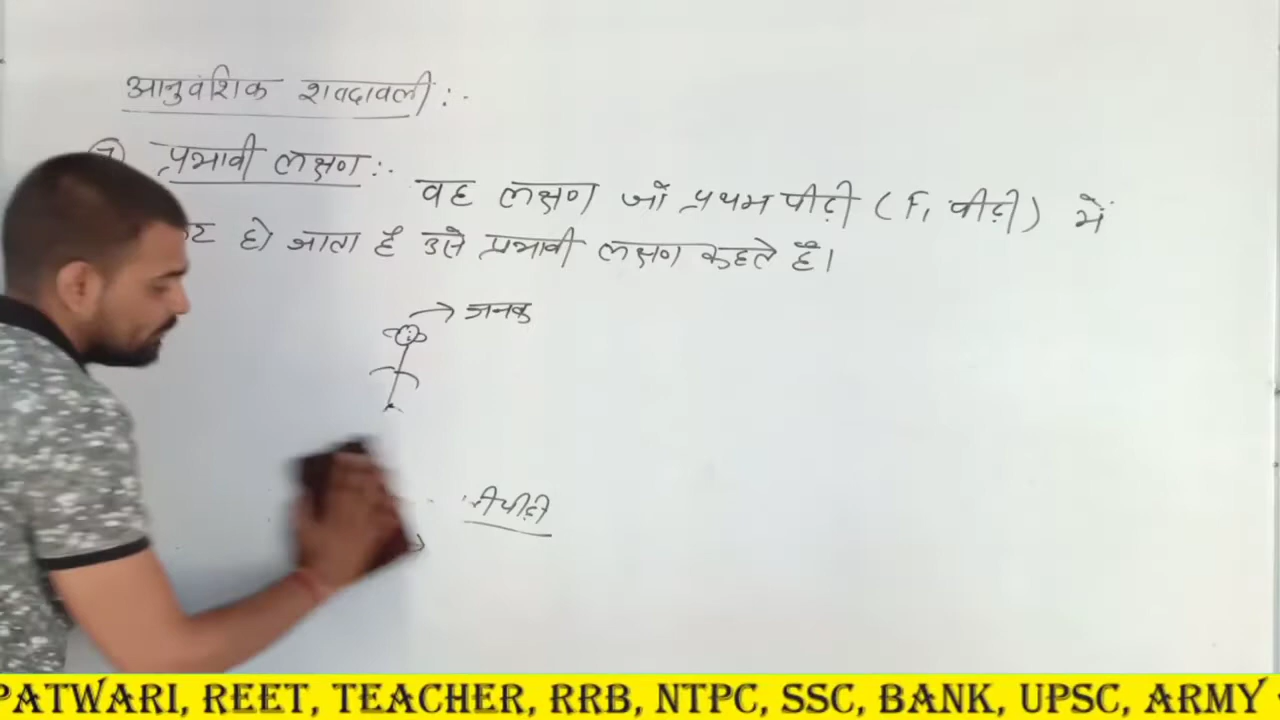 आनुवंशिक शवदावली :-
प्रभावी लक्षण :-
वह लक्षण जो प्रथम पीढ़ी ( F₁ पीढ़ी ) में
हो जाता है उसे प्रभावी लक्षण कहते है।
→ जनक
PATWARI, REET, TEACHER, RRB, NTPC, SSC, BANK, UPSC, ARMY